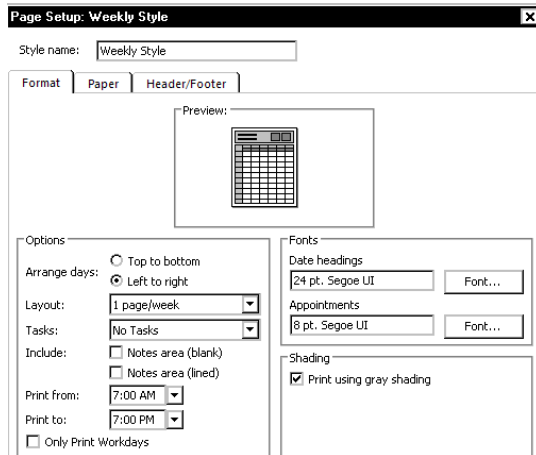 Page Setup: Weekly Style
Style name: Weekly Style
Format Paper Header/Footer
Preview:
Options
Arrange days:
Top to bottom
Left to right
Layout: 1 page/week
Tasks: No Tasks
Include: Notes area (blank)
Notes area (lined)
Print from: 7:00 AM
Print to: 7:00 PM
Only Print Workdays
Fonts
Date headings
24 pt. Segoe UI Font...
Appointments
8 pt. Segoe UI Font...
Shading
Print using gray shading